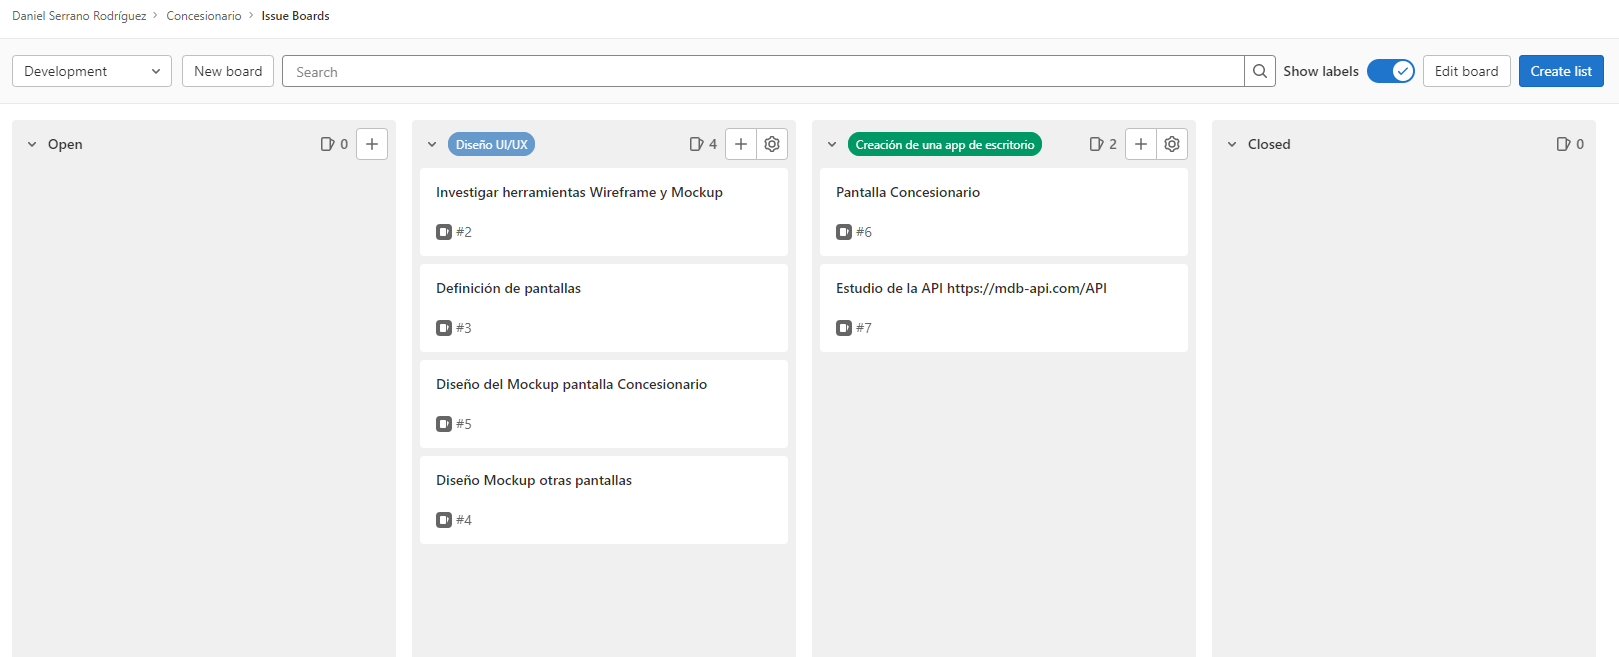 Daniel Serrano Rodríguez > Concesionario > Issue Boards
Development
New board
Search
Show labels
Edit board
Create list
Open
0
Diseño UI/UX
4
Investigar herramientas Wireframe y Mockup
#2
Definición de pantallas
#3
Diseño del Mockup pantalla Concesionario
#5
Diseño Mockup otras pantallas
#4
Creación de una app de escritorio
2
Pantalla Concesionario
#6
Estudio de la API https://mdb-api.com/API
#7
Closed
0